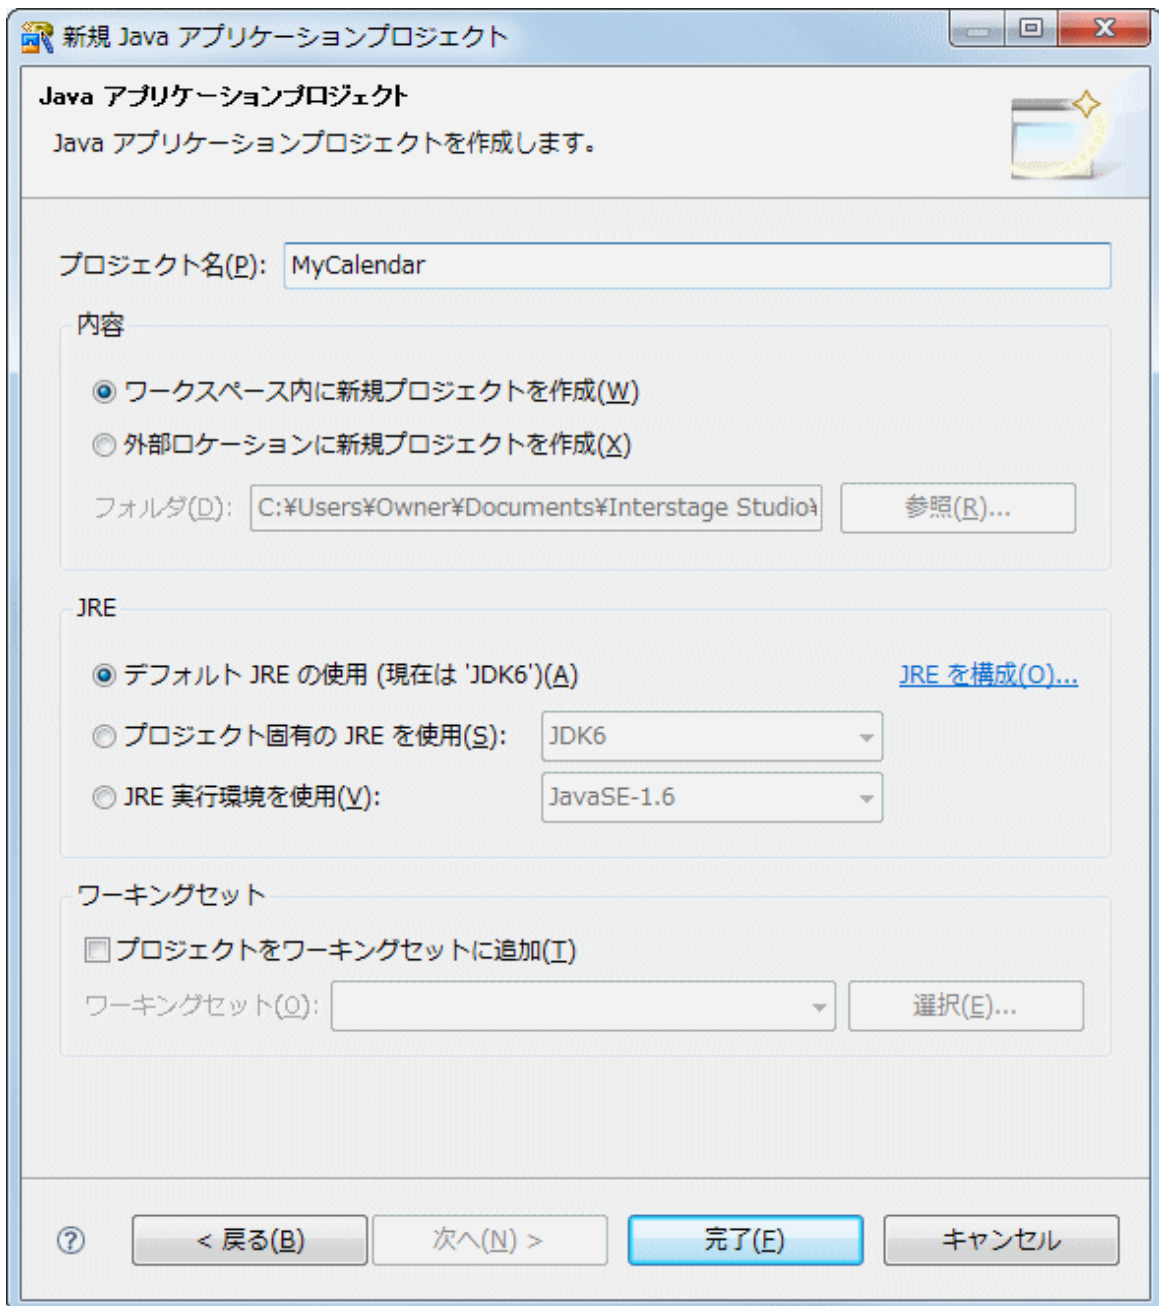 新規 Java アプリケーションプロジェクト
Java アプリケーションプロジェクト
Java アプリケーションプロジェクトを作成します。
プロジェクト名(P): MyCalendar
内容
ワークスペース内に新規プロジェクトを作成(W)
外部ロケーションに新規プロジェクトを作成(X)
フォルダ(D): C:¥Users¥Owner¥Documents¥Interstage Studio¥ 参照(R)...
JRE
デフォルト JRE の使用 (現在は 'JDK6')(A) JRE を構成(O)...
プロジェクト固有の JRE を使用(S): JDK6
JRE 実行環境を使用(V): JavaSE-1.6
ワーキングセット
プロジェクトをワーキングセットに追加(T)
ワーキングセット(O): 選択(E)...
? < 戻る(B) 次へ(N) > 完了(F) キャンセル